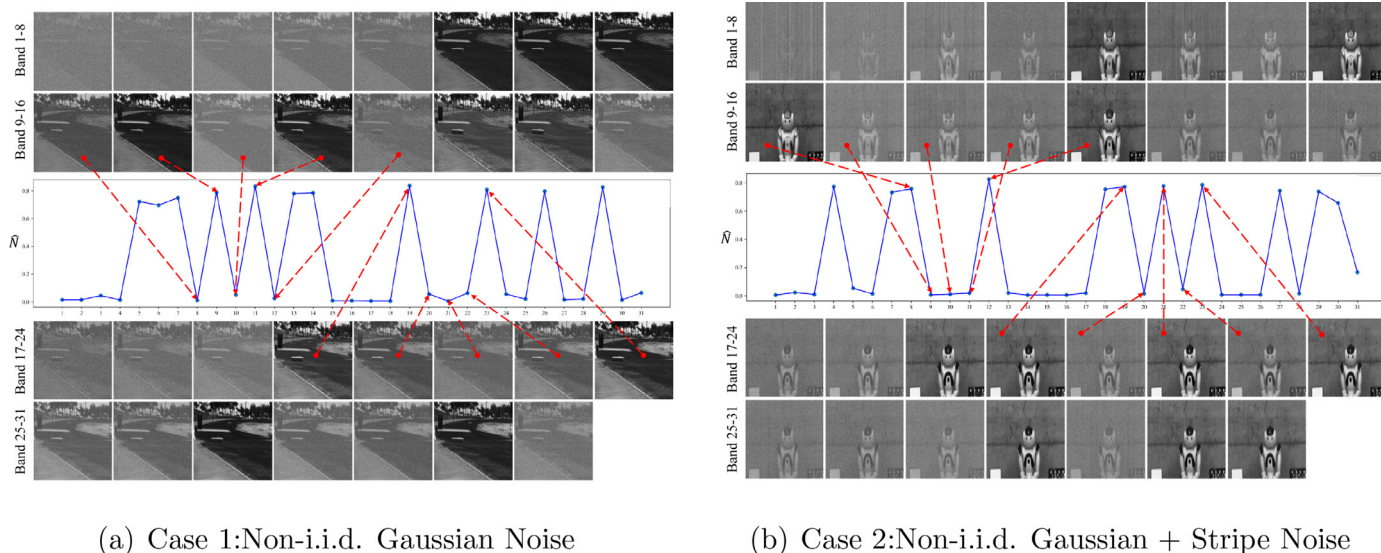 Band 1-8
Band 9-16
N̂
0.8
0.6
0.4
0.2
0.0
1 2 3 4 5 6 7 8 9 10 11 12 13 14 15 16 17 18 19 20 21 22 23 24 25 26 27 28 29 30 31
Band 17-24
Band 25-31
(a) Case 1:Non-i.i.d. Gaussian Noise
Band 1-8
Band 9-16
N̂
0.8
0.6
0.4
0.2
0.0
1 2 3 4 5 6 7 8 9 10 11 12 13 14 15 16 17 18 19 20 21 22 23 24 25 26 27 28 29 30 31
Band 17-24
Band 25-31
(b) Case 2:Non-i.i.d. Gaussian + Stripe Noise